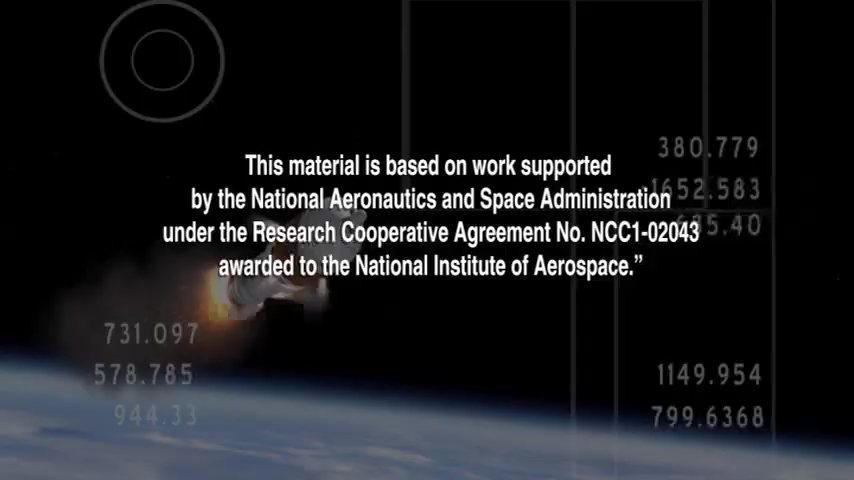 This material is based on work supported
by the National Aeronautics and Space Administration
under the Research Cooperative Agreement No. NCC1-02043
awarded to the National Institute of Aerospace.”
380.779
1652.583
635.40
731.097
578.785
944.33
1149.954
799.6368